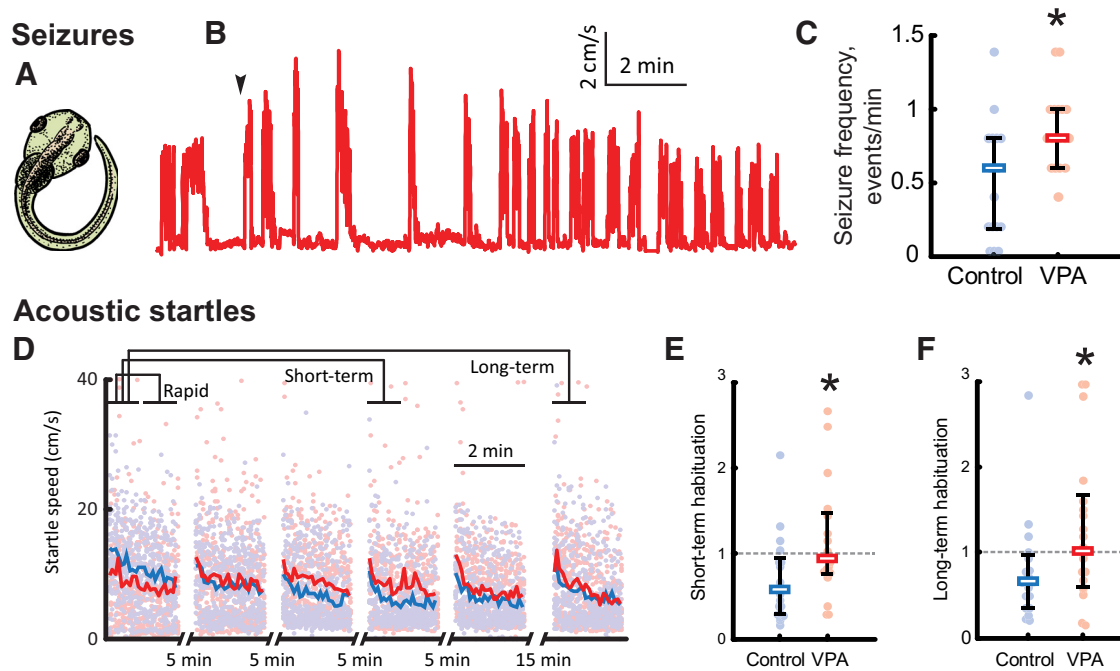 Seizures
A
B
2 cm/s
2 min
C
*
Seizure frequency,
events/min
1.5
1
0.5
0
Control VPA
Acoustic startles
D
Startle speed (cm/s)
40
20
0
Rapid
Short-term
Long-term
2 min
5 min 5 min 5 min 5 min 15 min
E
*
Short-term habituation
3
2
1
0
Control VPA
F
*
Long-term habituation
3
2
1
0
Control VPA